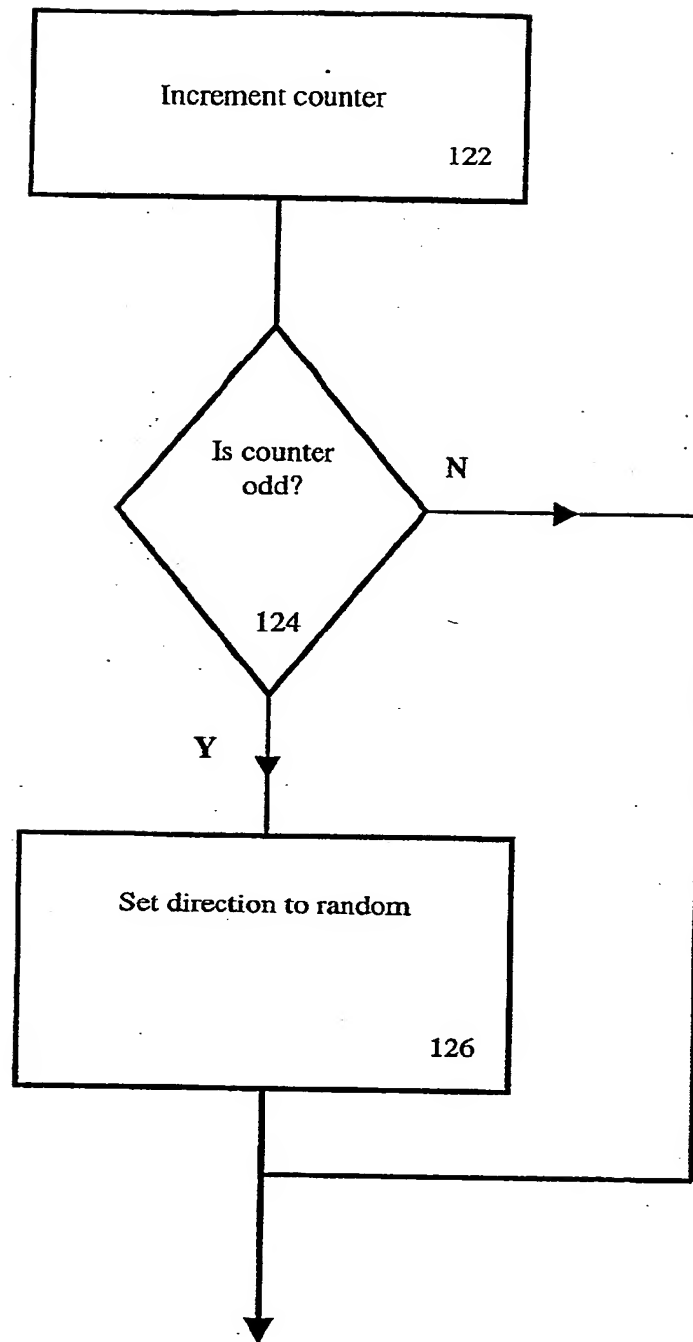 Increment counter
122
Is counter
odd?
N
124
Y
Set direction to random
126